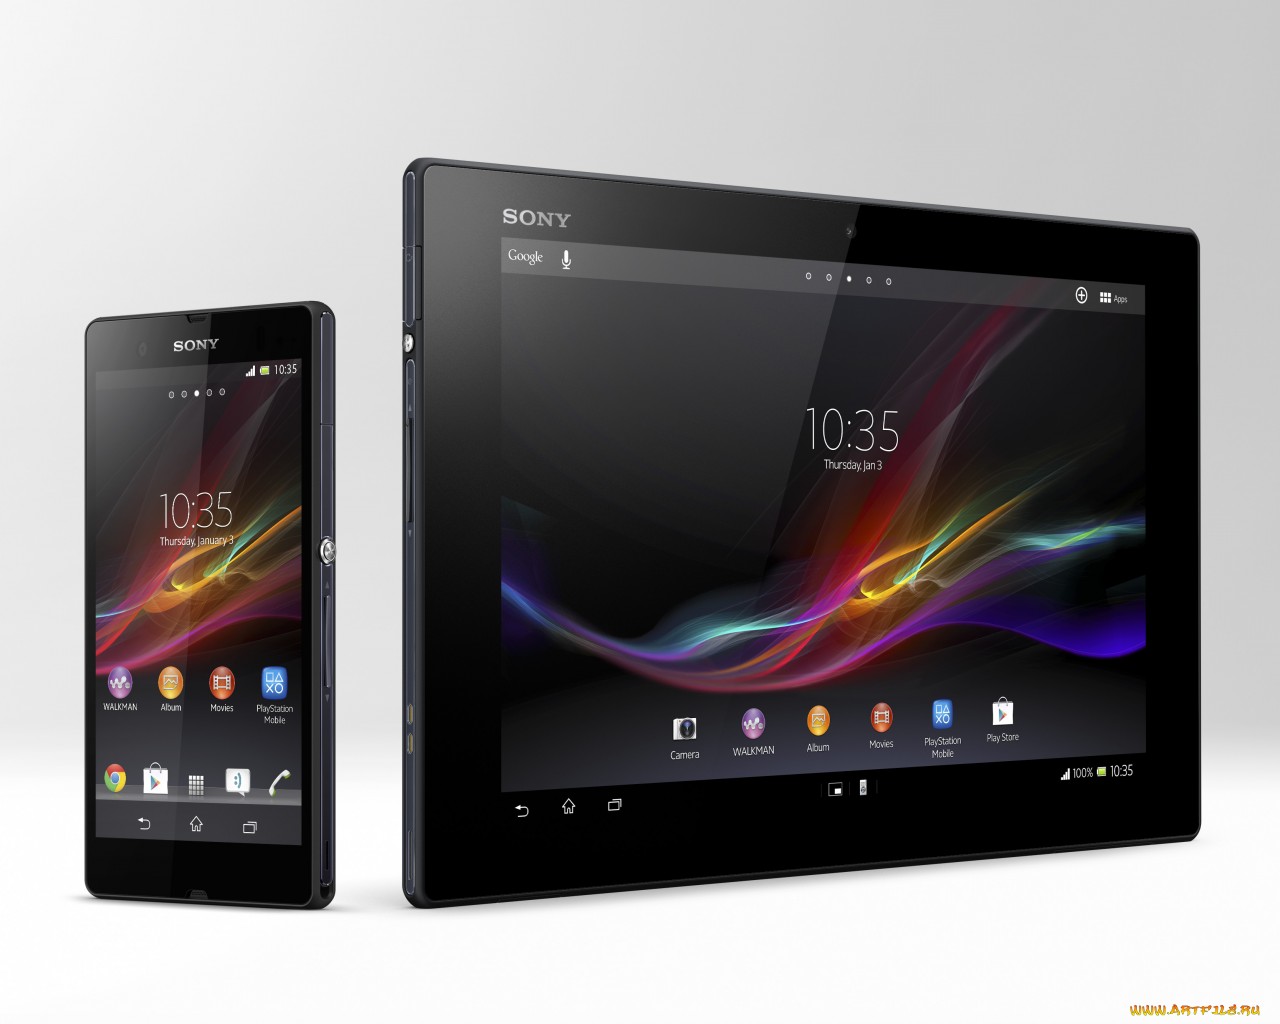 SONY
10:35
10:35
Thursday, January 3
WALKMAN
Album
Movies
PlayStation
Mobile
SONY
Google
Apps
10:35
Thursday, Jan 3
Camera
WALKMAN
Album
Movies
PlayStation
Mobile
Play Store
100%
10:35
www.ArtFile.ru